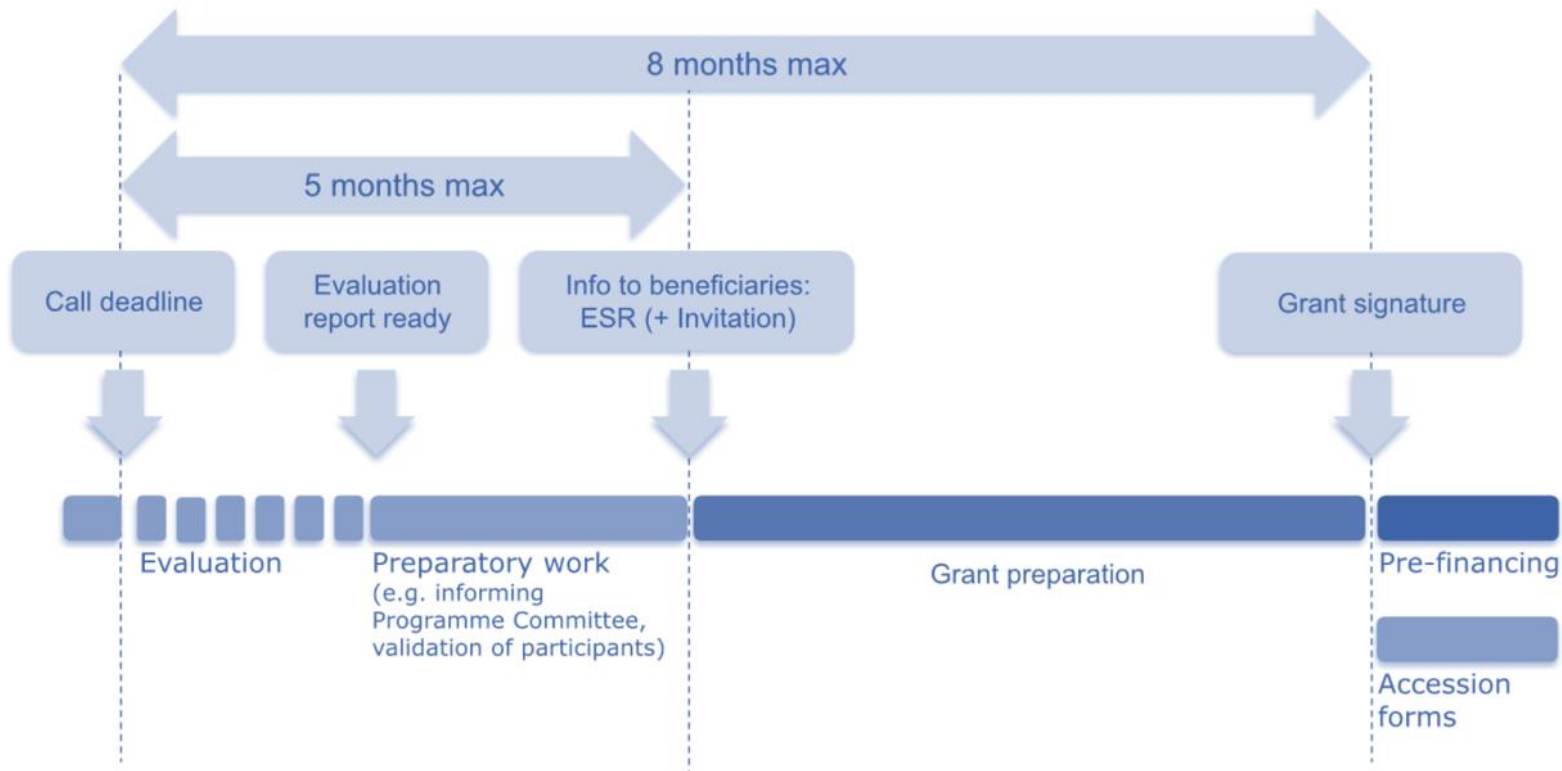 8 months max
5 months max
Call deadline
Evaluation
report ready
Info to beneficiaries:
ESR (+ Invitation)
Grant signature
Evaluation
Preparatory work
(e.g. informing
Programme Committee,
validation of participants)
Grant preparation
Pre-financing
Accession
forms